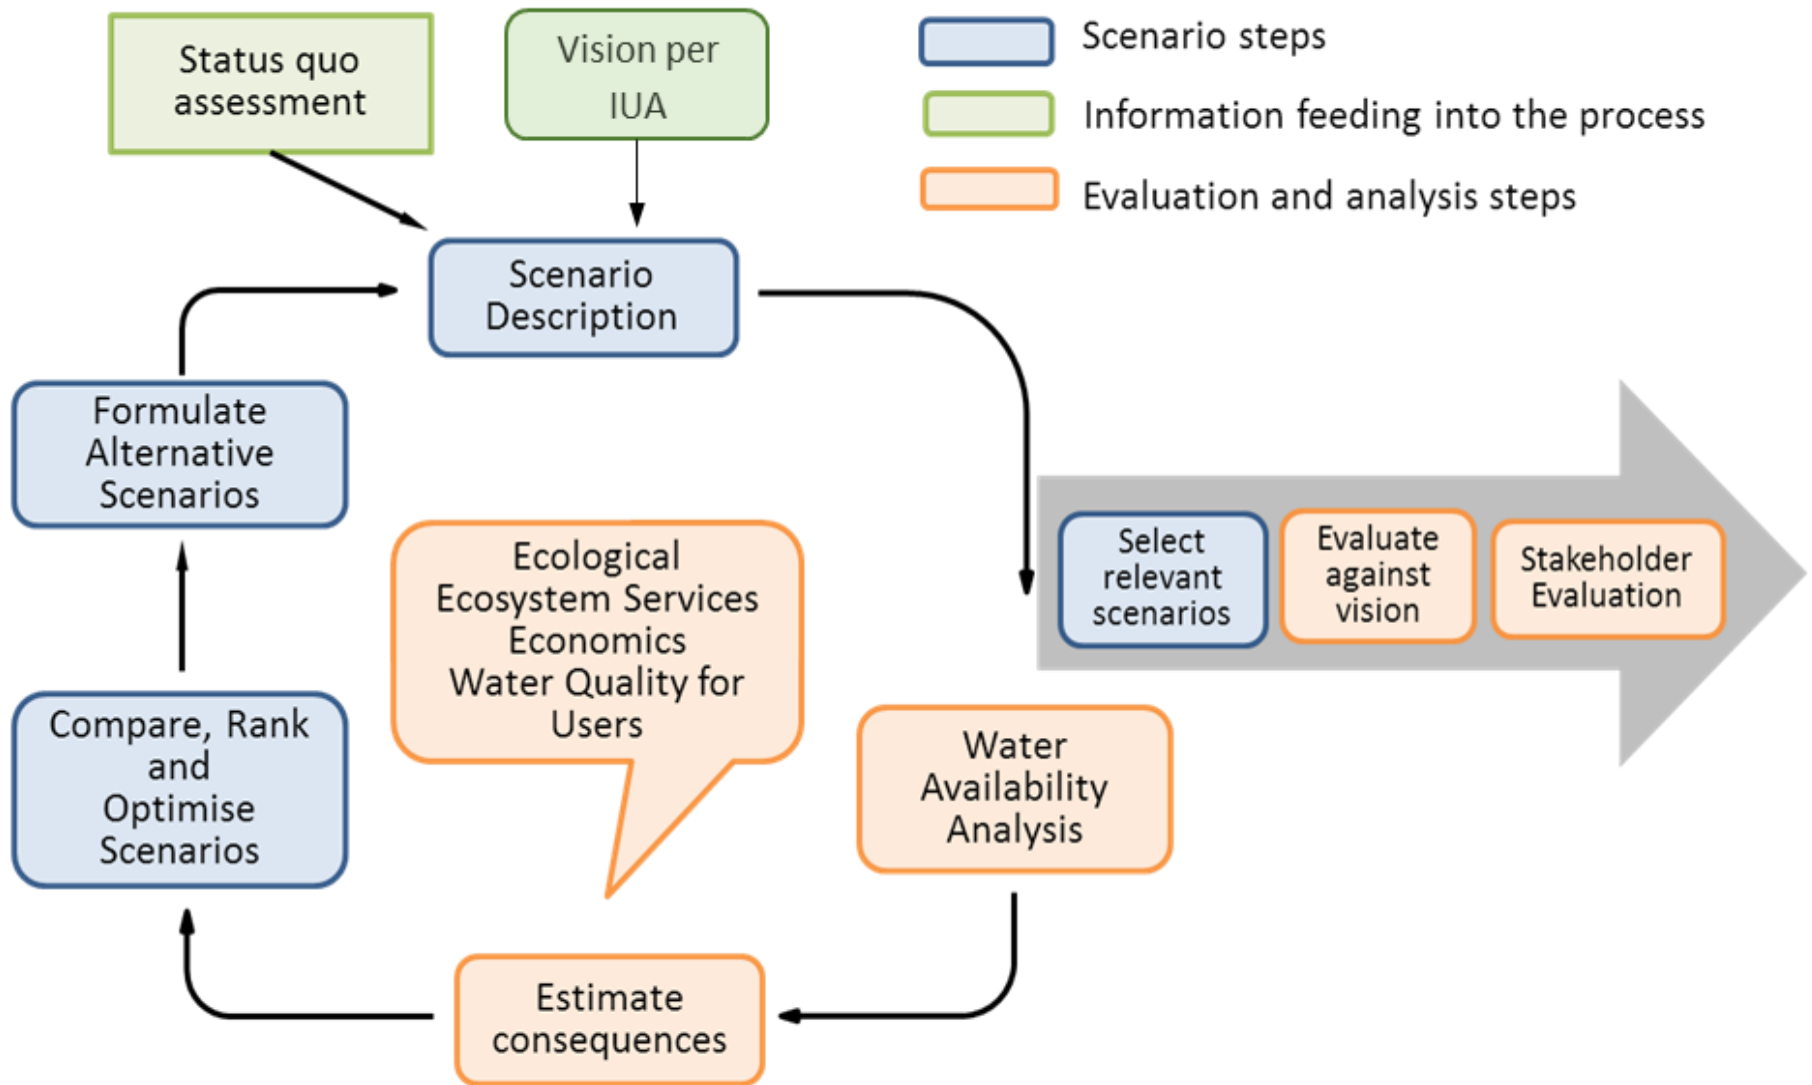 Status quo
assessment
Vision per
IUA
Scenario steps
Information feeding into the process
Evaluation and analysis steps
Scenario
Description
Formulate
Alternative
Scenarios
Select
relevant
scenarios
Evaluate
against
vision
Stakeholder
Evaluation
Ecological
Ecosystem Services
Economics
Water Quality for
Users
Compare, Rank
and
Optimise
Scenarios
Water
Availability
Analysis
Estimate
consequences